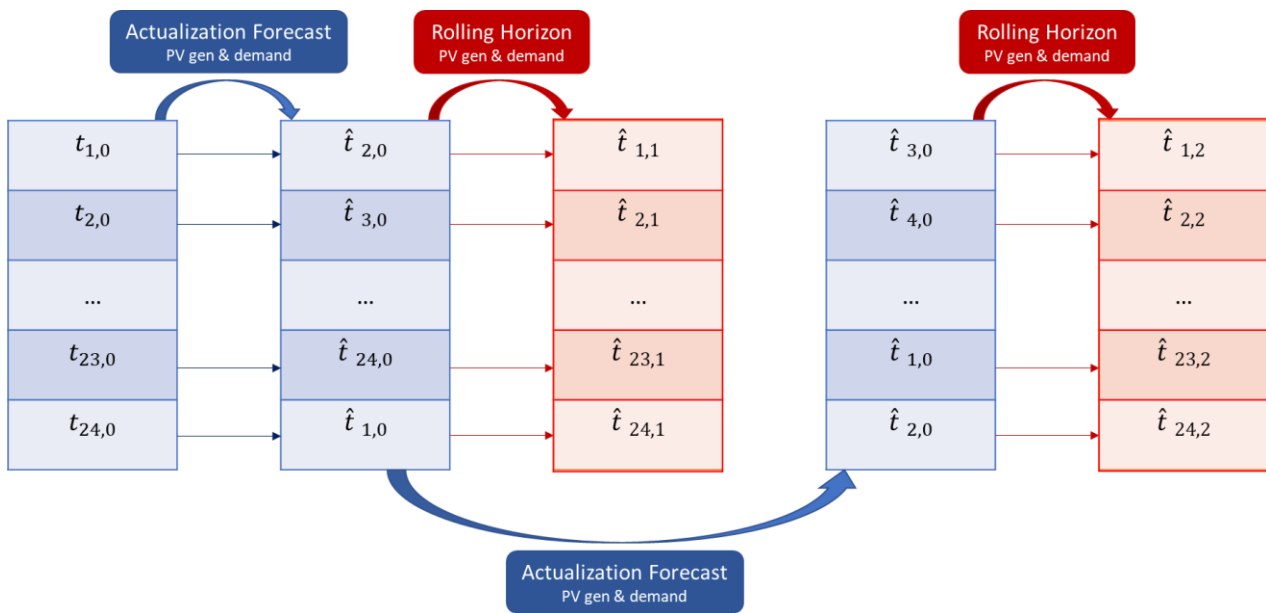 Actualization Forecast
PV gen & demand
Rolling Horizon
PV gen & demand
Rolling Horizon
PV gen & demand
t₁,₀
t̂ ₂,₀
t̂ ₁,₁
t̂ ₃,₀
t̂ ₁,₂
t₂,₀
t̂ ₃,₀
t̂ ₂,₁
t̂ ₄,₀
t̂ ₂,₂
...
...
...
...
...
t₂₃,₀
t̂ ₂₄,₀
t̂ ₂₃,₁
t̂ ₁,₀
t̂ ₂₃,₂
t₂₄,₀
t̂ ₁,₀
t̂ ₂₄,₁
t̂ ₂,₀
t̂ ₂₄,₂
Actualization Forecast
PV gen & demand